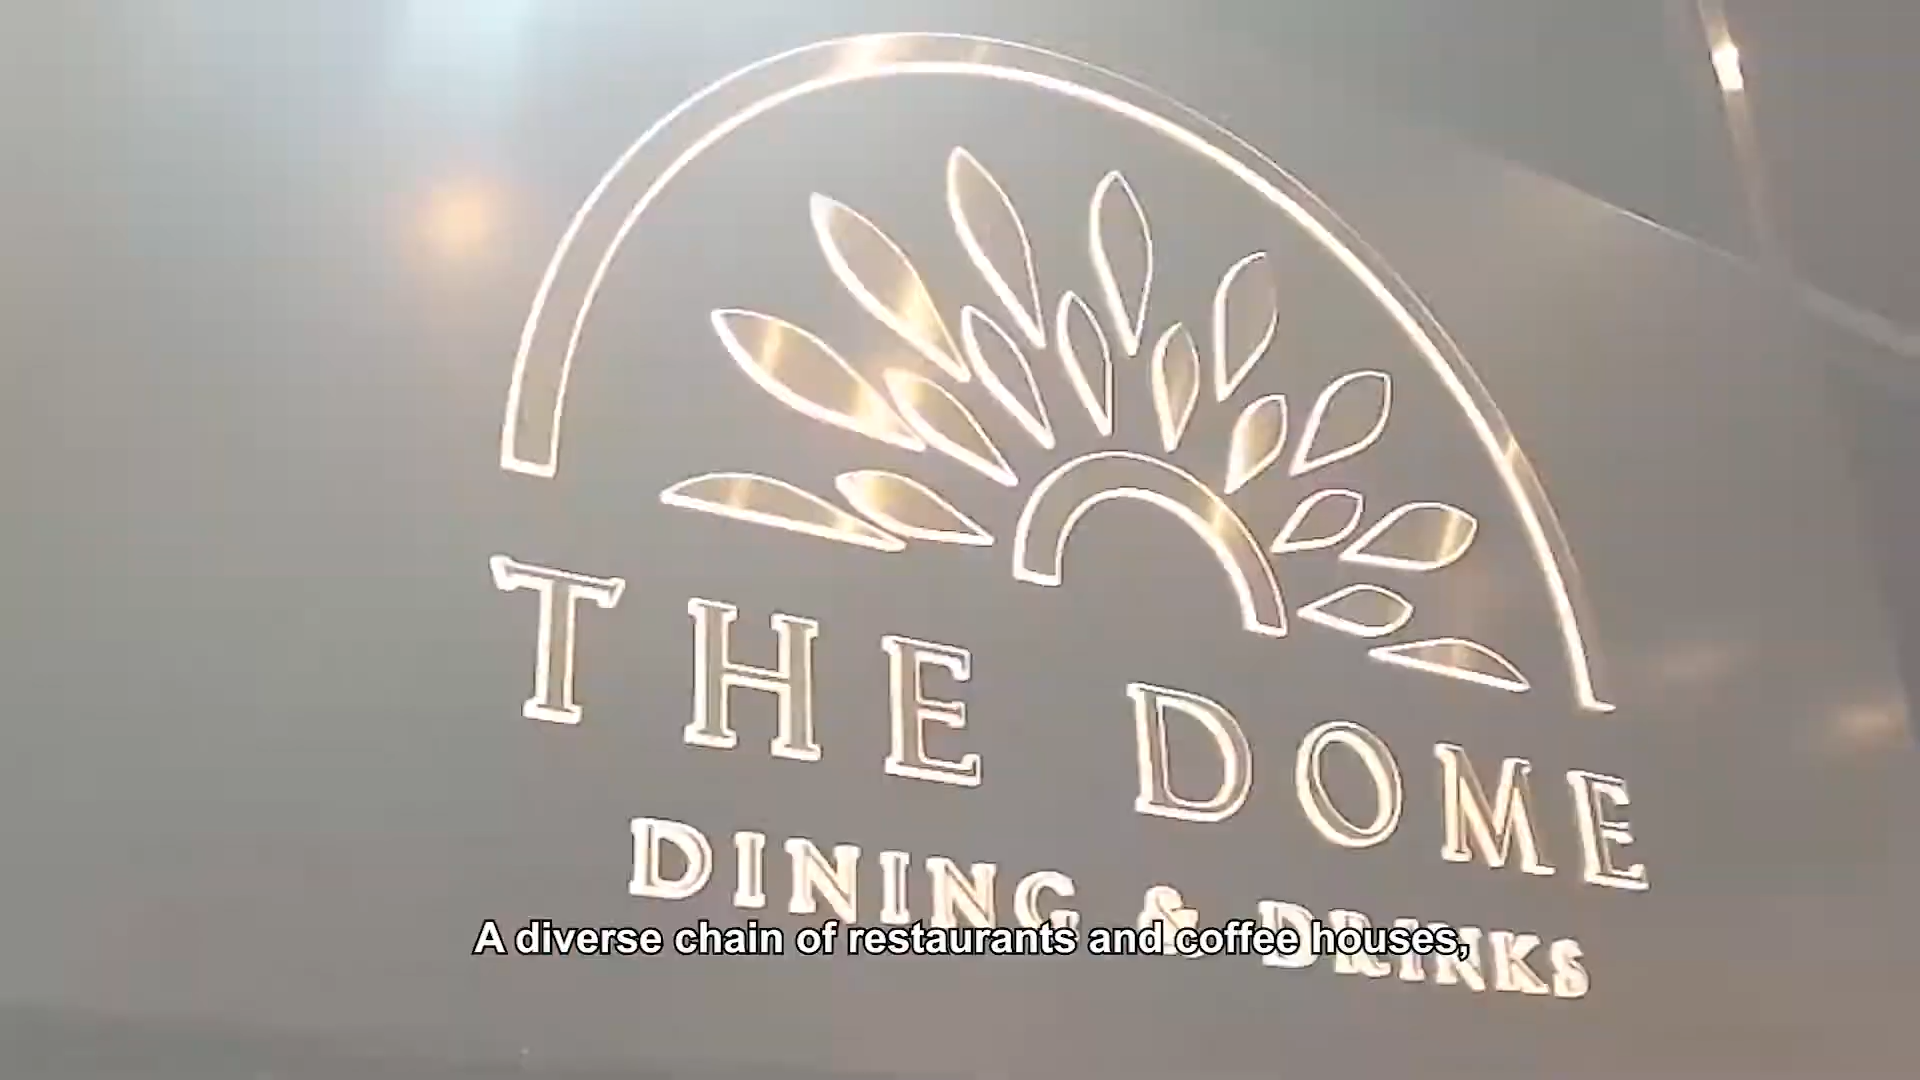 THE DOME
DINING & DRINKS
A diverse chain of restaurants and coffee houses,